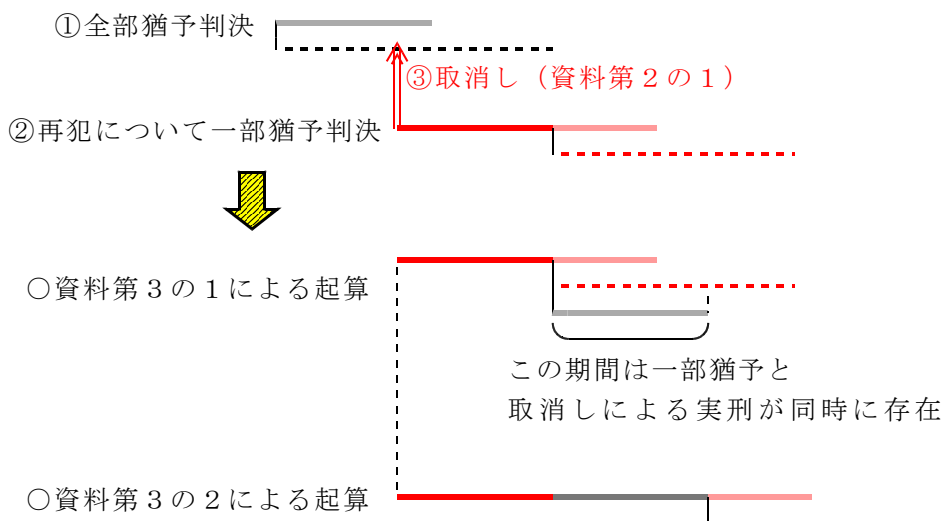 ①全部猶予判決
③取消し（資料第２の１）
②再犯について一部猶予判決
○資料第３の１による起算
この期間は一部猶予と
取消しによる実刑が同時に存在
○資料第３の２による起算